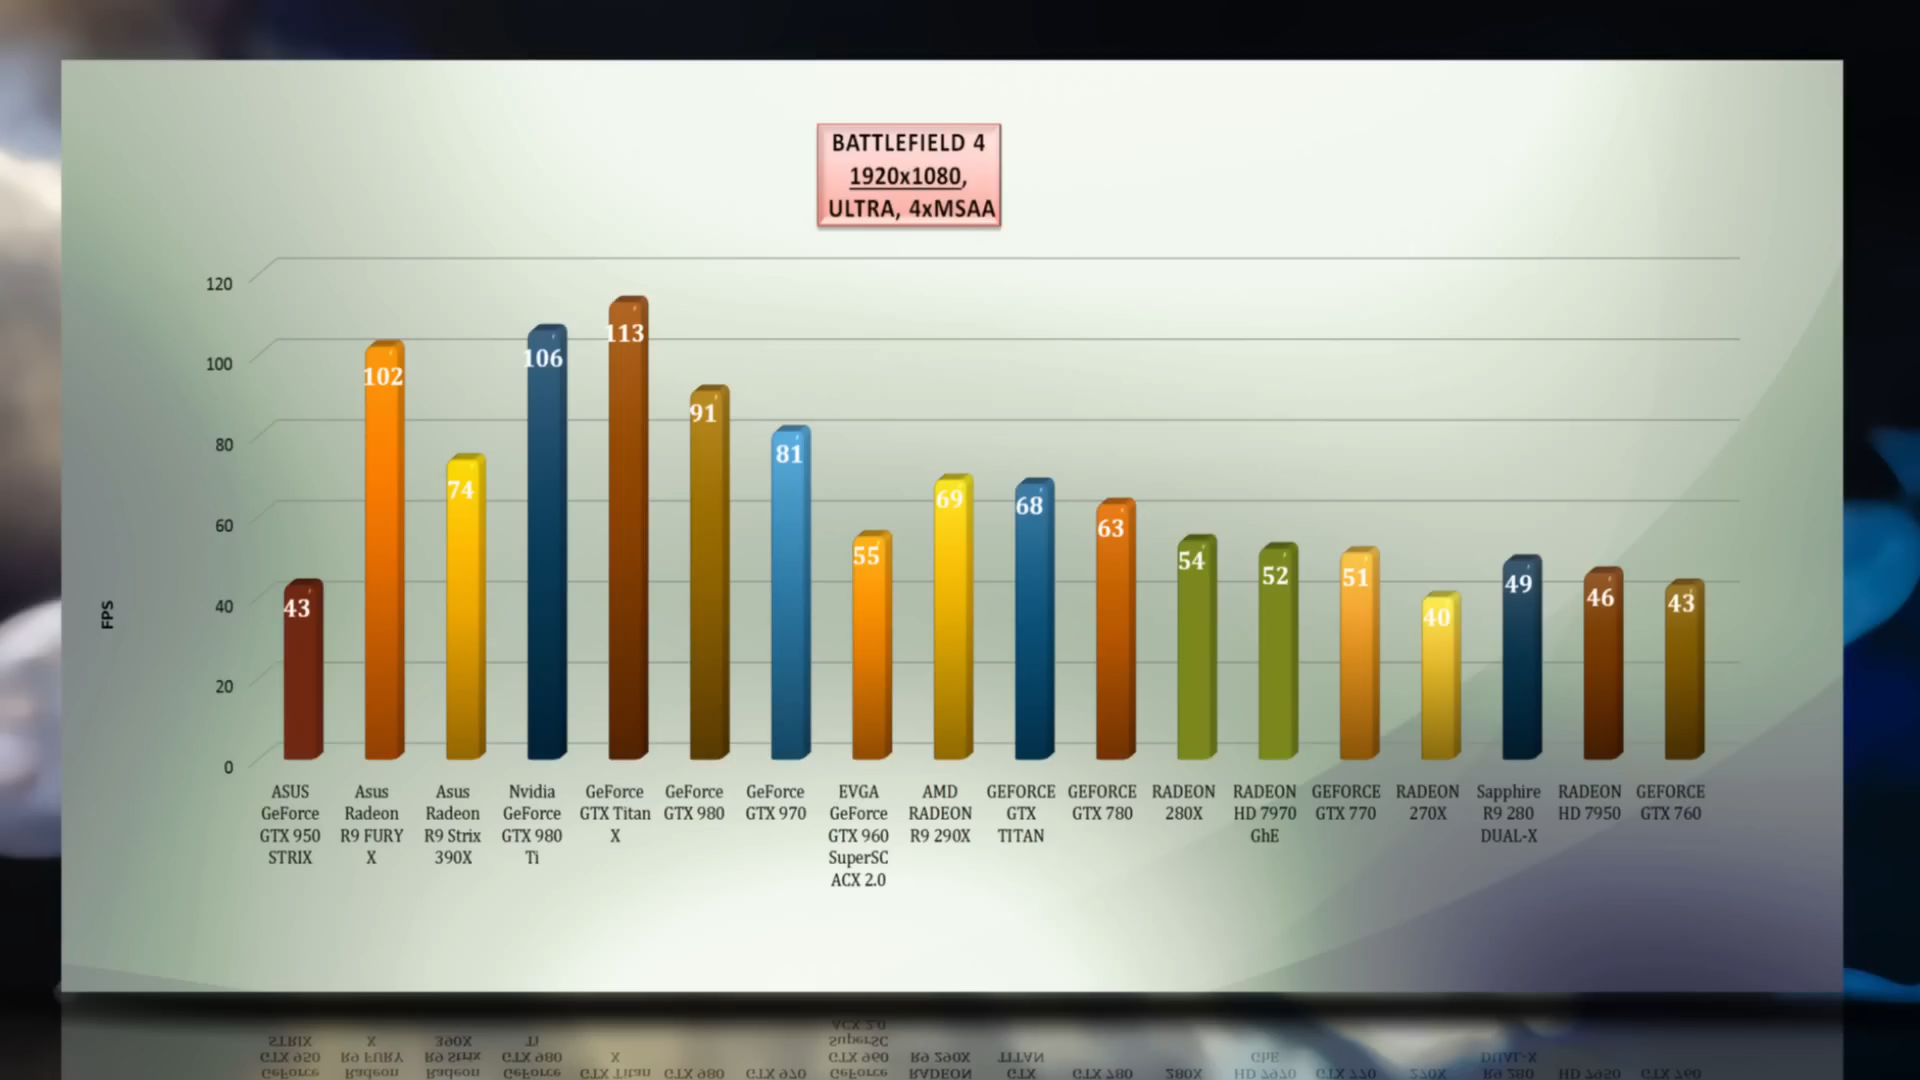 BATTLEFIELD 4
1920x1080,
ULTRA, 4xMSAA
120
100
80
60
40
20
0
FPS
43
102
74
106
113
91
81
55
69
68
63
54
52
51
40
49
46
43
ASUS
GeForce
GTX 950
STRIX
Asus
Radeon
R9 FURY
X
Asus
Radeon
R9 Strix
390X
Nvidia
GeForce
GTX 980
Ti
GeForce
GTX Titan
X
GeForce
GTX 980
GeForce
GTX 970
EVGA
GeForce
GTX 960
SuperSC
ACX 2.0
AMD
RADEON
R9 290X
GEFORCE
GTX
TITAN
GEFORCE
GTX 780
RADEON
280X
RADEON
HD 7970
GhE
GEFORCE
GTX 770
RADEON
270X
Sapphire
R9 280
DUAL-X
RADEON
HD 7950
GEFORCE
GTX 760